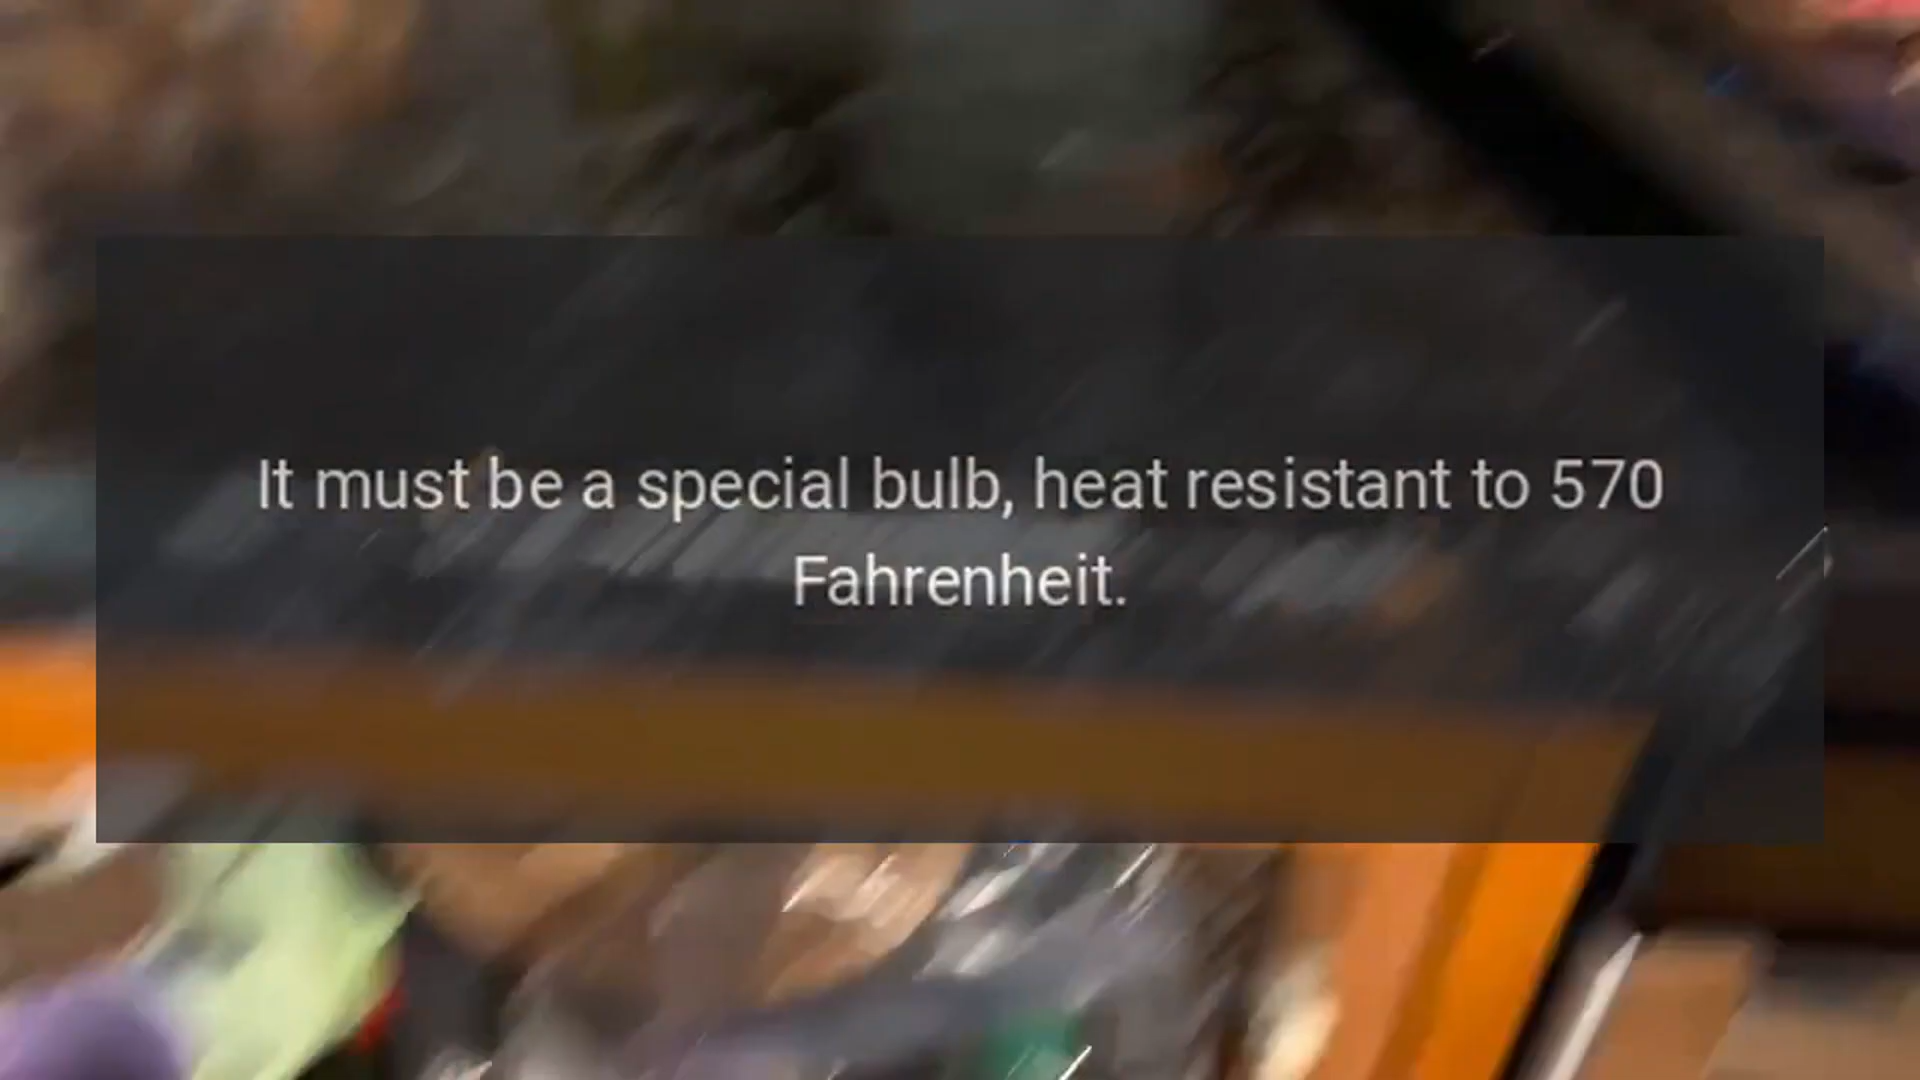 It must be a special bulb, heat resistant to 570
Fahrenheit.